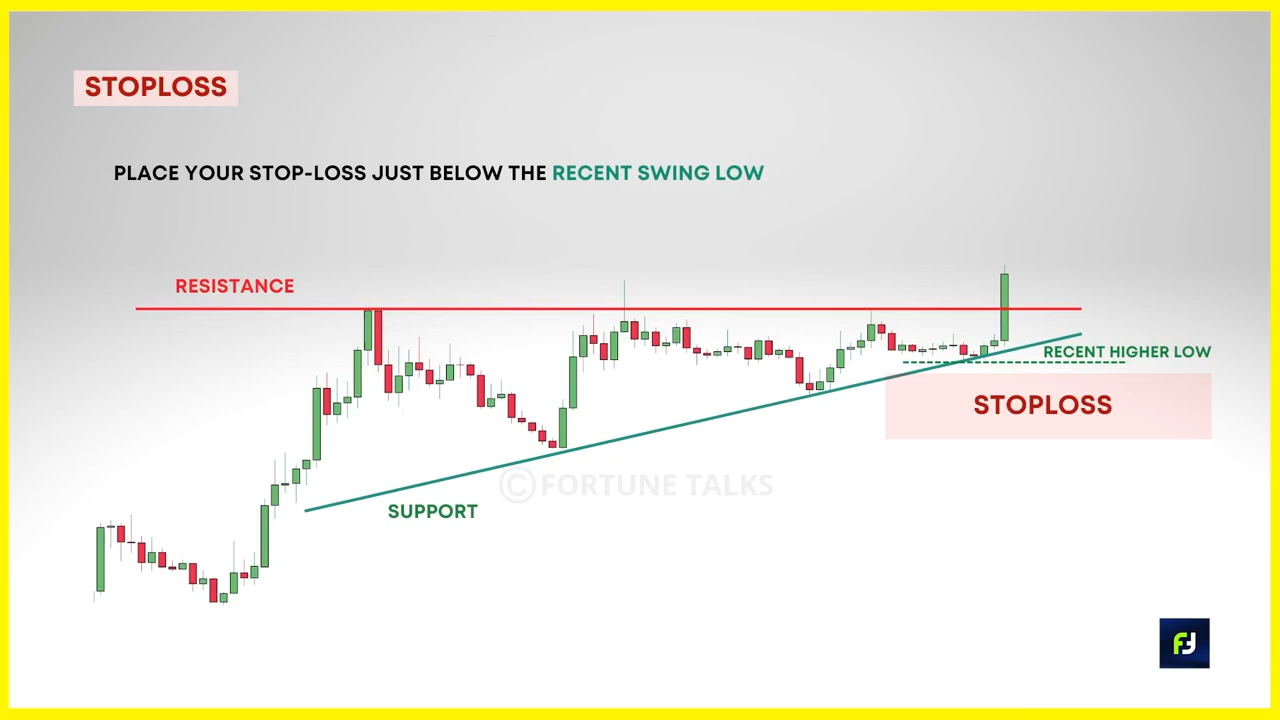 STOPLOSS
PLACE YOUR STOP-LOSS JUST BELOW THE RECENT SWING LOW
RESISTANCE
RECENT HIGHER LOW
STOPLOSS
© FORTUNE TALKS
SUPPORT